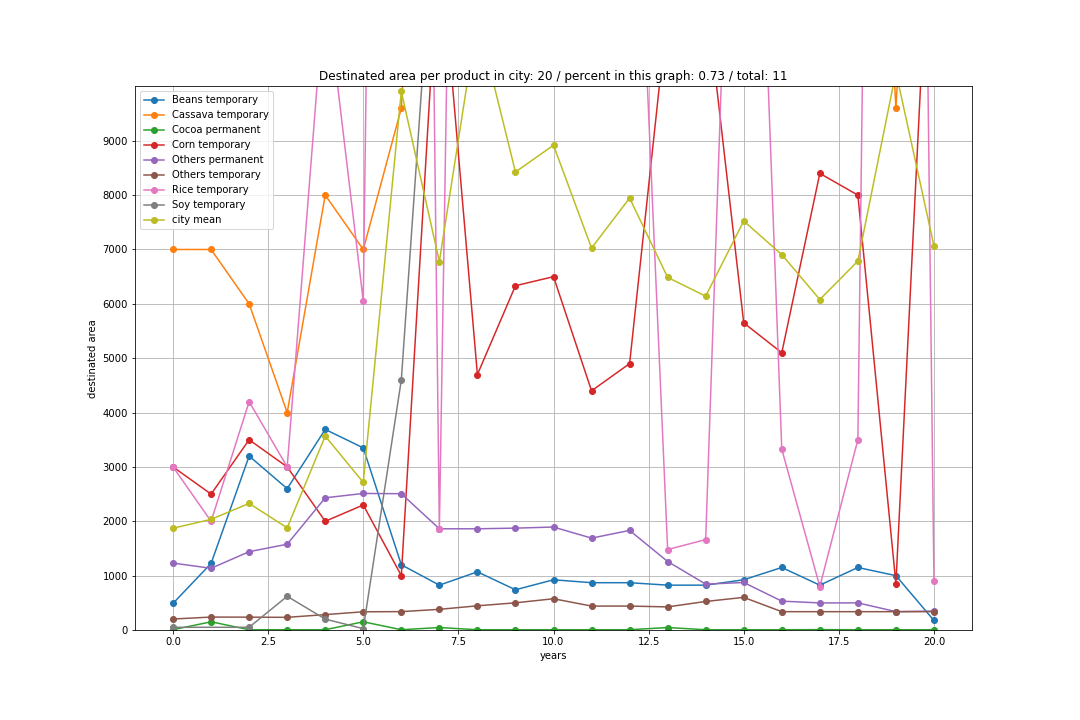 Destinated area per product in city: 20 / percent in this graph: 0.73 / total: 11
Beans temporary
Cassava temporary
Cocoa permanent
Corn temporary
Others permanent
Others temporary
Rice temporary
Soy temporary
city mean
9000
8000
7000
6000
5000
4000
3000
2000
1000
0
destinated area
0.0 2.5 5.0 7.5 10.0 12.5 15.0 17.5 20.0
years